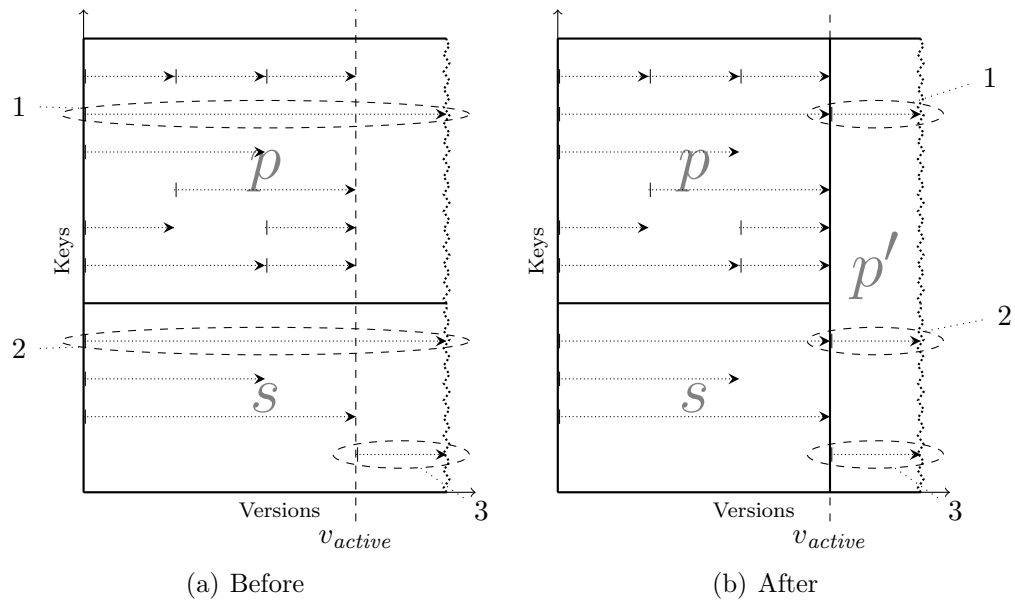 1
p
Keys
2
s
Versions
3
v_active
(a) Before
1
p
Keys
p′
2
s
Versions
3
v_active
(b) After